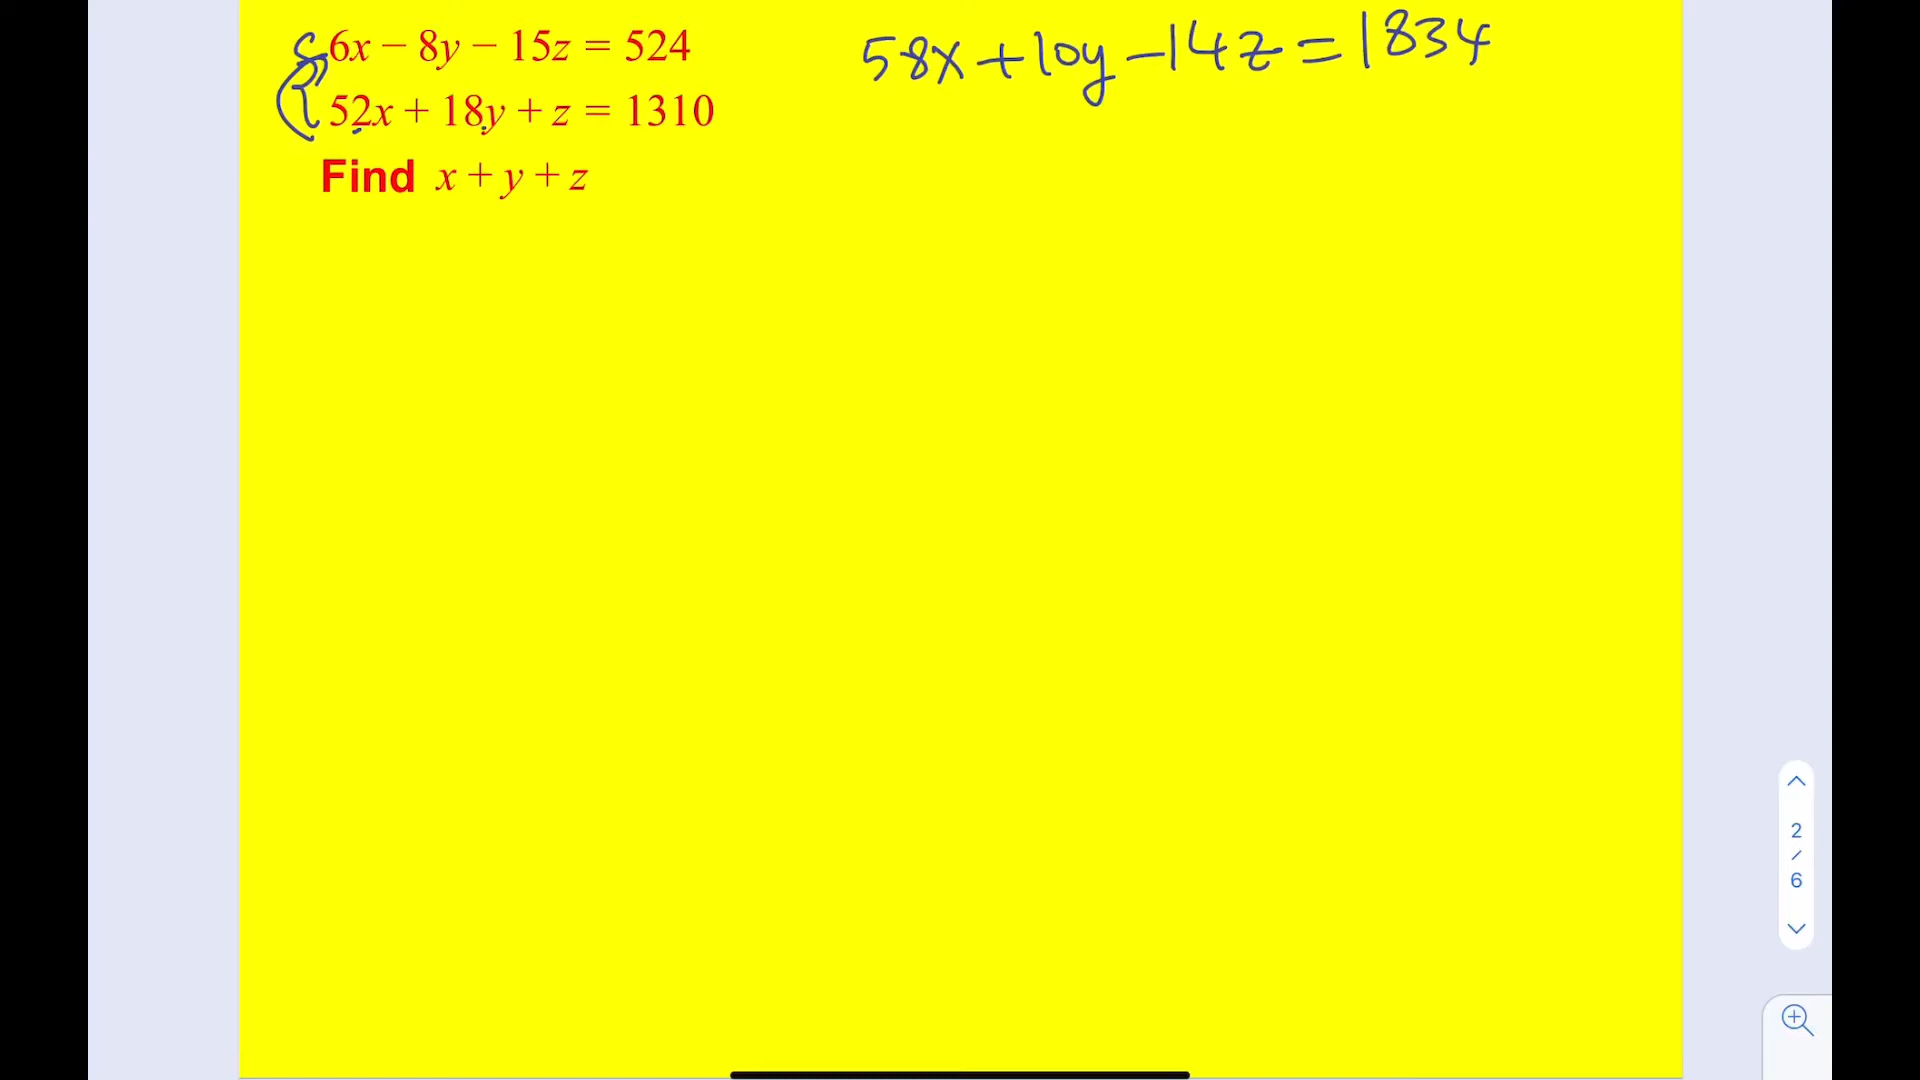 6x − 8y − 15z = 524
58x + 10y − 14z = 1834
52x + 18y + z = 1310
Find x + y + z
2
/
6